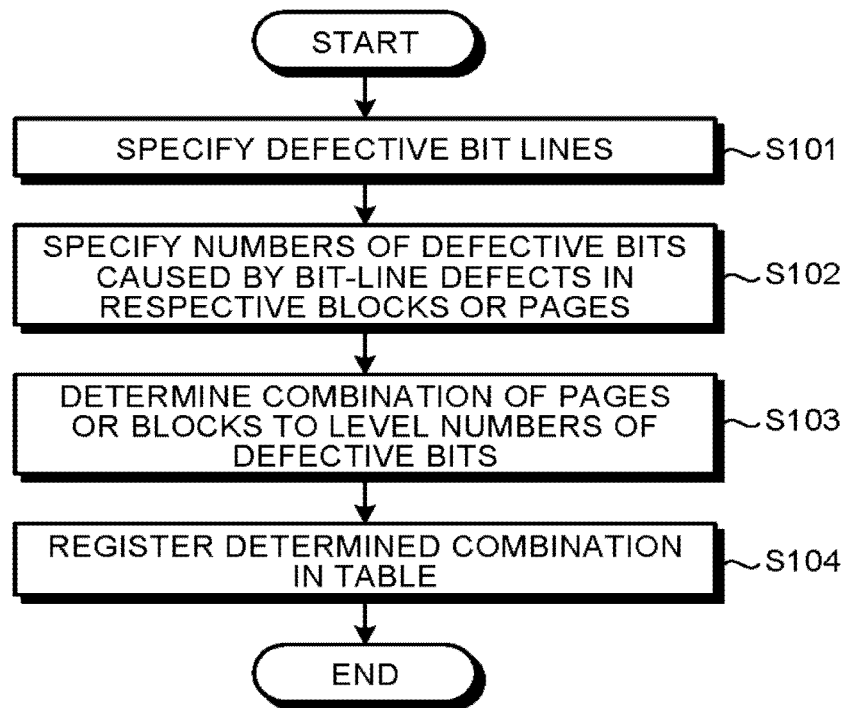 START
SPECIFY DEFECTIVE BIT LINES
S101
SPECIFY NUMBERS OF DEFECTIVE BITS
CAUSED BY BIT-LINE DEFECTS IN
RESPECTIVE BLOCKS OR PAGES
S102
DETERMINE COMBINATION OF PAGES
OR BLOCKS TO LEVEL NUMBERS OF
DEFECTIVE BITS
S103
REGISTER DETERMINED COMBINATION
IN TABLE
S104
END